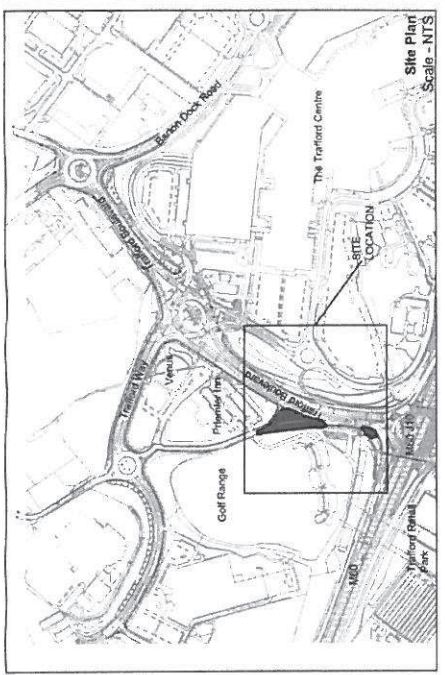 Site Plan
Scale - NTS
Barton Dock Road
Trafford Boulevard
The Trafford Centre
SITE
LOCATION
Trafford Way
Venus
Premier Inn
Trafford Boulevard
Golf Range
M60
Trafford Retail
Park